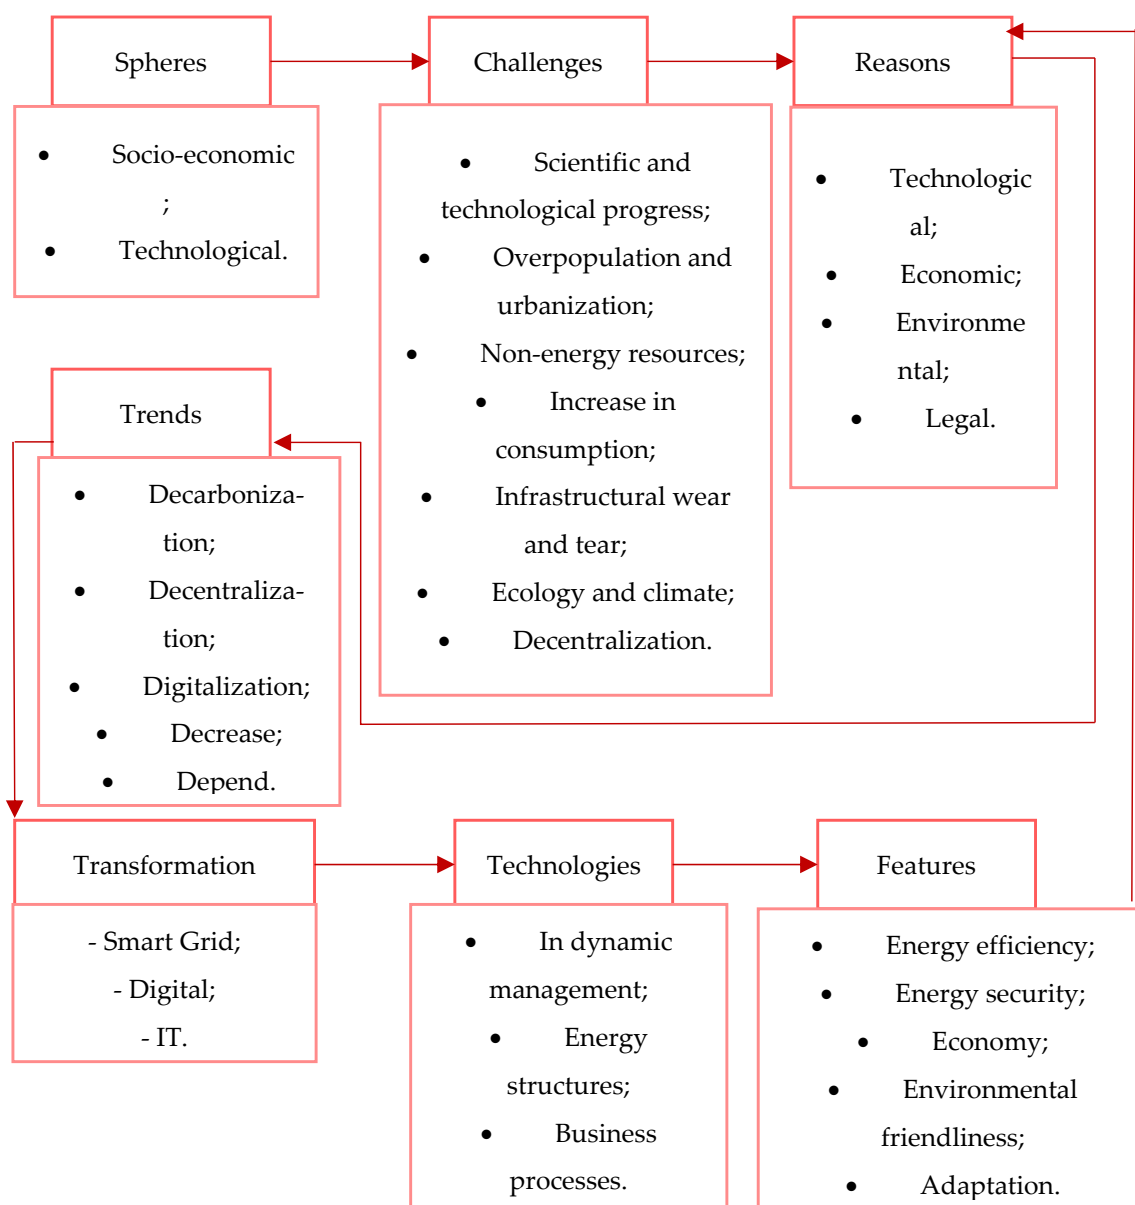 Spheres
• Socio-economic
;
• Technological.
Challenges
• Scientific and
technological progress;
• Overpopulation and
urbanization;
• Non-energy resources;
• Increase in
consumption;
• Infrastructural wear
and tear;
• Ecology and climate;
• Decentralization.
Reasons
• Technologic
al;
• Economic;
• Environme
ntal;
• Legal.
Trends
• Decarboniza-
tion;
• Decentraliza-
tion;
• Digitalization;
• Decrease;
• Depend.
Transformation
- Smart Grid;
- Digital;
- IT.
Technologies
• In dynamic
management;
• Energy
structures;
• Business
processes.
Features
• Energy efficiency;
• Energy security;
• Economy;
• Environmental
friendliness;
• Adaptation.